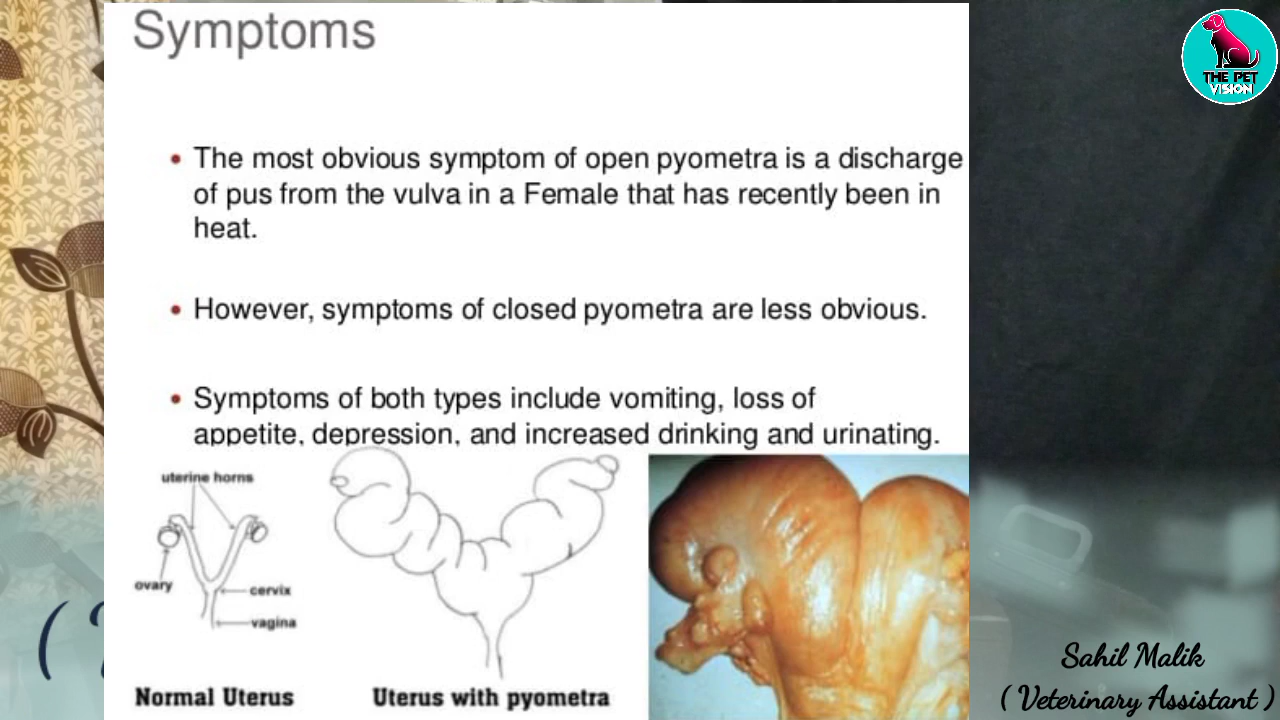 Symptoms
THE PET
VISION
• The most obvious symptom of open pyometra is a discharge
of pus from the vulva in a Female that has recently been in
heat.
• However, symptoms of closed pyometra are less obvious.
• Symptoms of both types include vomiting, loss of
appetite, depression, and increased drinking and urinating.
uterine horns
ovary
cervix
vagina
Normal Uterus
Uterus with pyometra
(
Sahil Malik
( Veterinary Assistant )